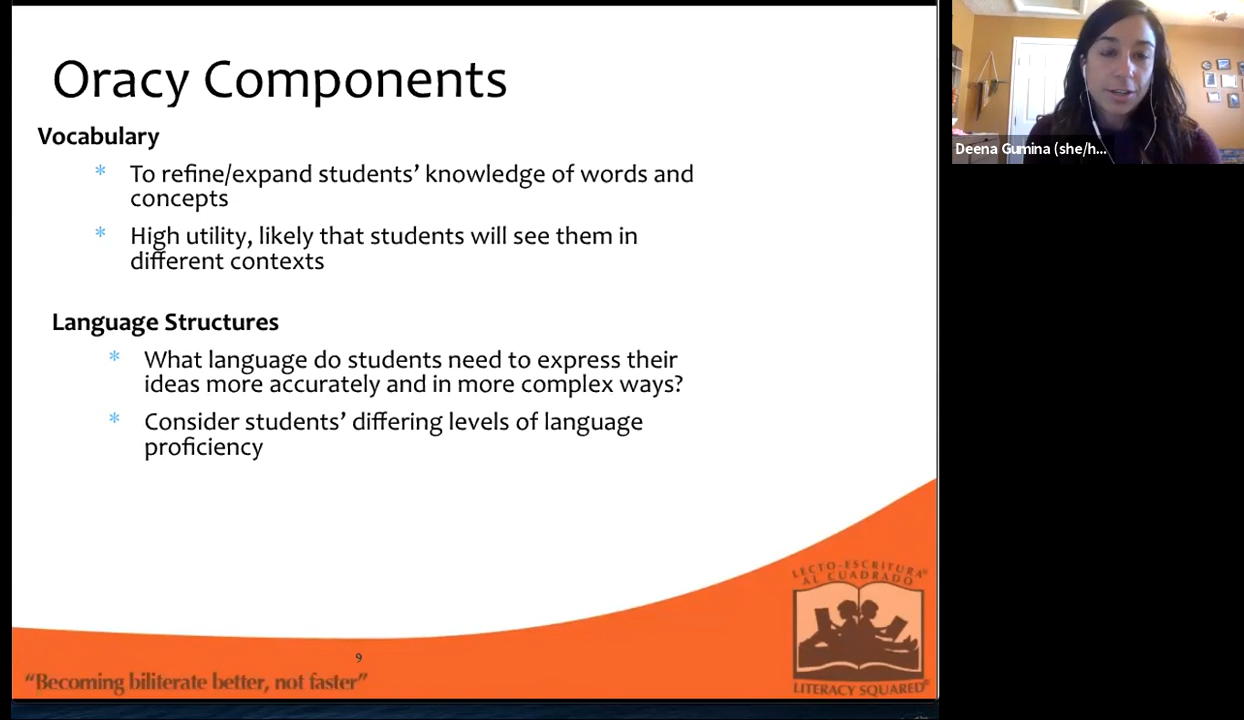 Oracy Components
Vocabulary
* To refine/expand students’ knowledge of words and
concepts
* High utility, likely that students will see them in
different contexts
Language Structures
* What language do students need to express their
ideas more accurately and in more complex ways?
* Consider students’ differing levels of language
proficiency
9
“Becoming biliterate better, not faster”
LECTO-ESCRITURA
AL CUADRADO
LITERACY SQUARED®
Deena Gumina (she/h...